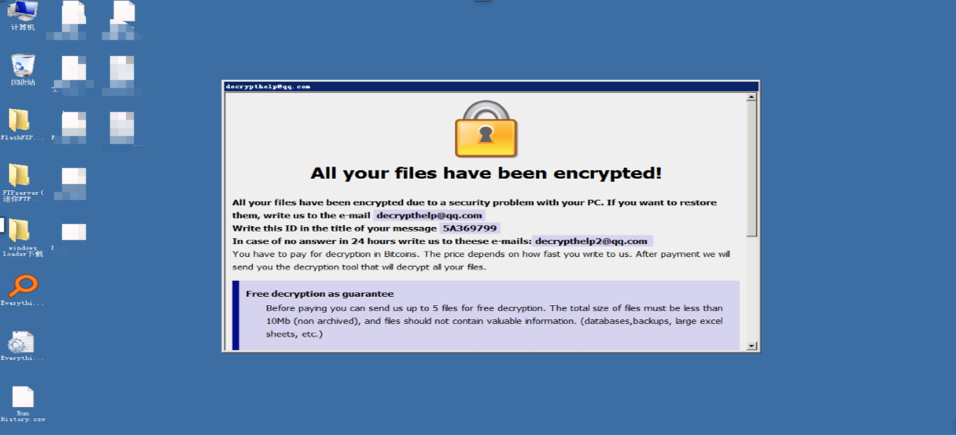 计算机
回收站
FlashFXP...
FTPserver(
迷你FTP...
windows
loader下载
Everythi...
Everythi...
Run
History.csv
decrypthelp@qq.com
All your files have been encrypted!
All your files have been encrypted due to a security problem with your PC. If you want to restore
them, write us to the e-mail decrypthelp@qq.com
Write this ID in the title of your message 5A369799
In case of no answer in 24 hours write us to theese e-mails: decrypthelp2@qq.com
You have to pay for decryption in Bitcoins. The price depends on how fast you write to us. After payment we will
send you the decryption tool that will decrypt all your files.
Free decryption as guarantee
Before paying you can send us up to 5 files for free decryption. The total size of files must be less than
10Mb (non archived), and files should not contain valuable information. (databases,backups, large excel
sheets, etc.)